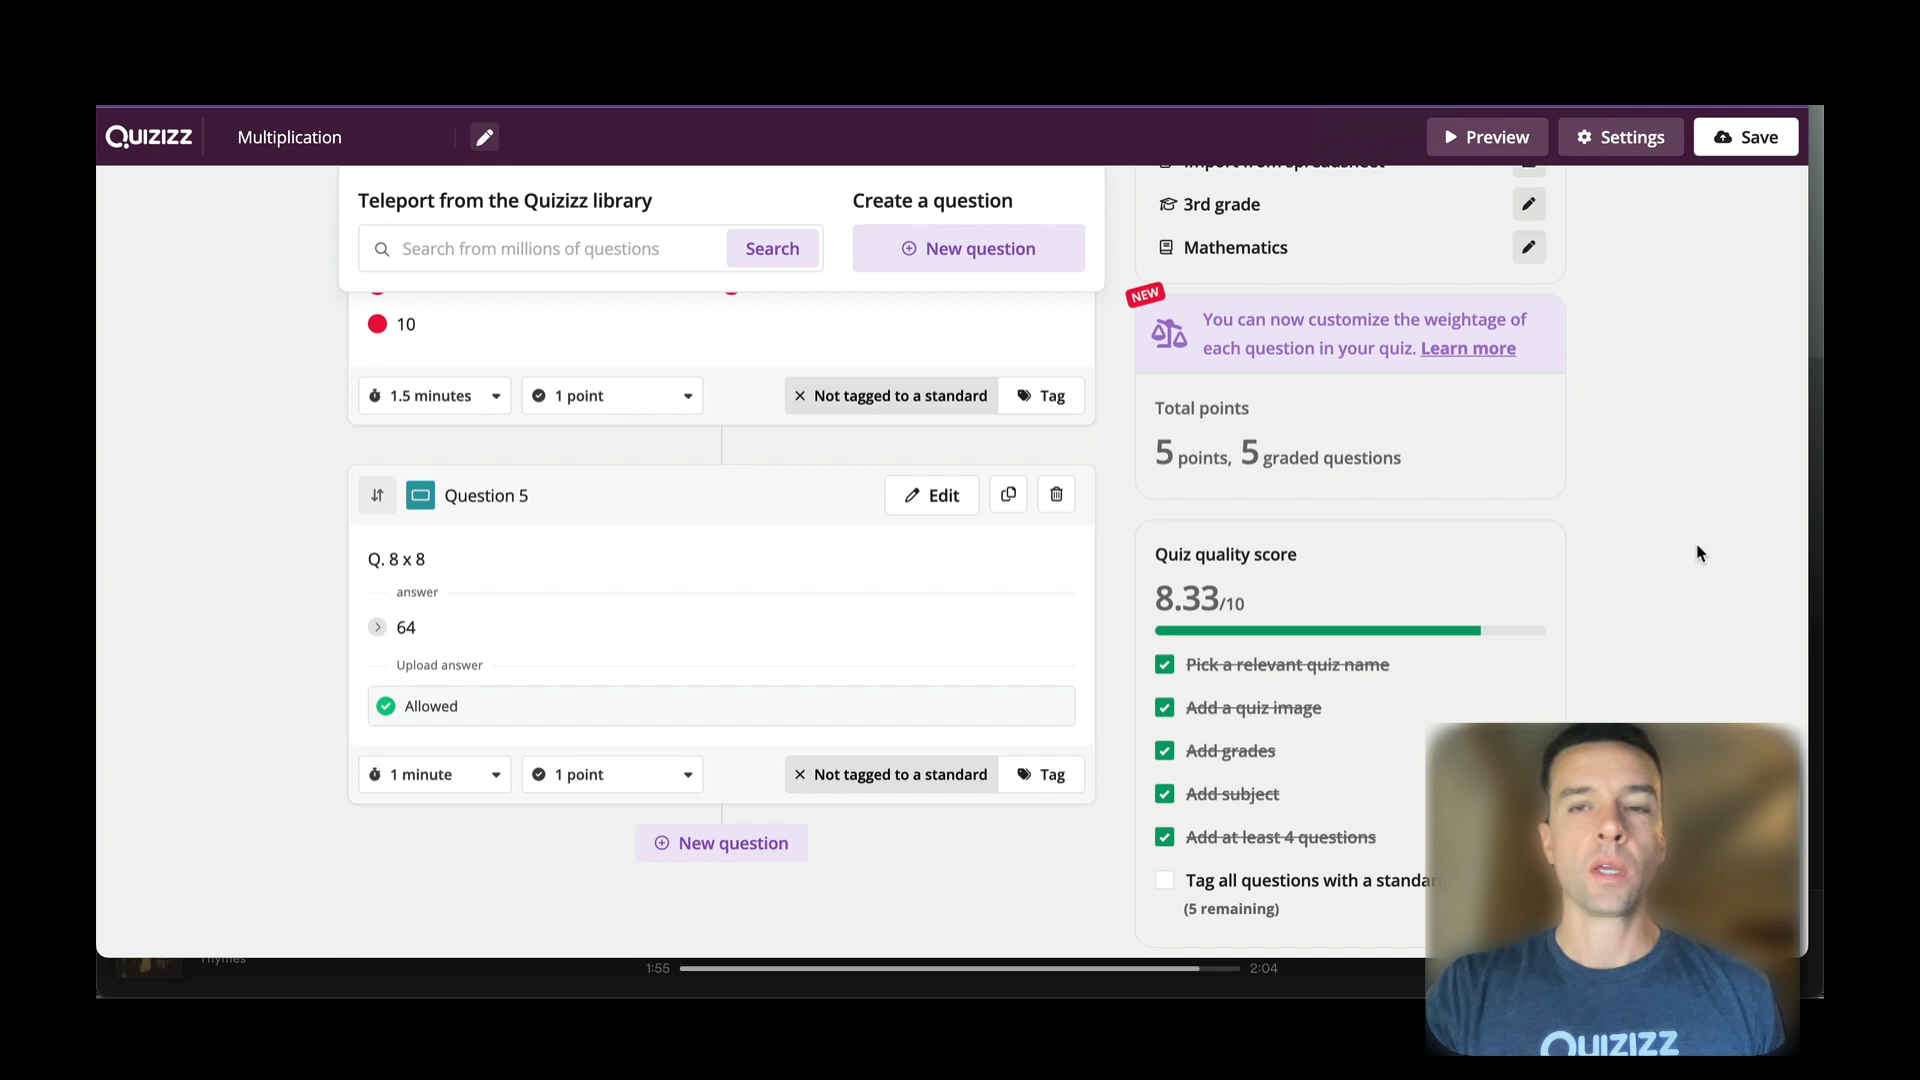 QUIZIZZ
Multiplication
Preview
Settings
Save
Teleport from the Quizizz library
Create a question
Search from millions of questions
Search
New question
Import from spreadsheet
3rd grade
Mathematics
10
1.5 minutes
1 point
Not tagged to a standard
Tag
NEW
You can now customize the weightage of
each question in your quiz. Learn more
Total points
5 points, 5 graded questions
Question 5
Edit
Q. 8 x 8
answer
64
Upload answer
Allowed
1 minute
1 point
Not tagged to a standard
Tag
New question
Quiz quality score
8.33/10
Pick a relevant quiz name
Add a quiz image
Add grades
Add subject
Add at least 4 questions
Tag all questions with a standard
(5 remaining)
Thymes
1:55
2:04
QUIZIZZ